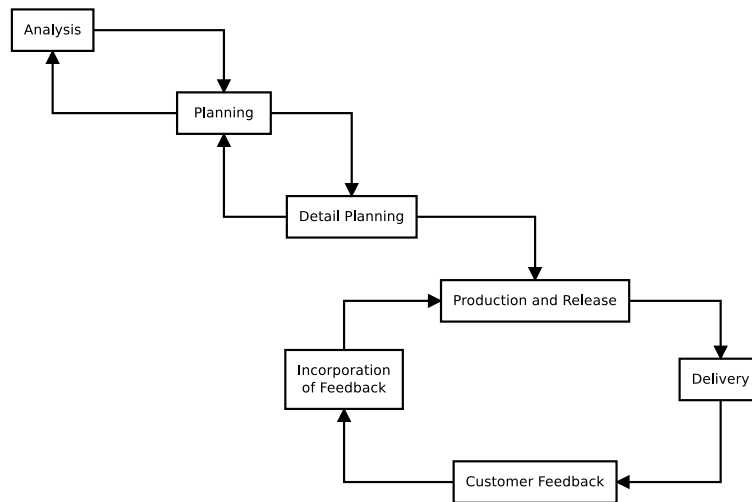 Analysis
Planning
Detail Planning
Production and Release
Incorporation
of Feedback
Delivery
Customer Feedback